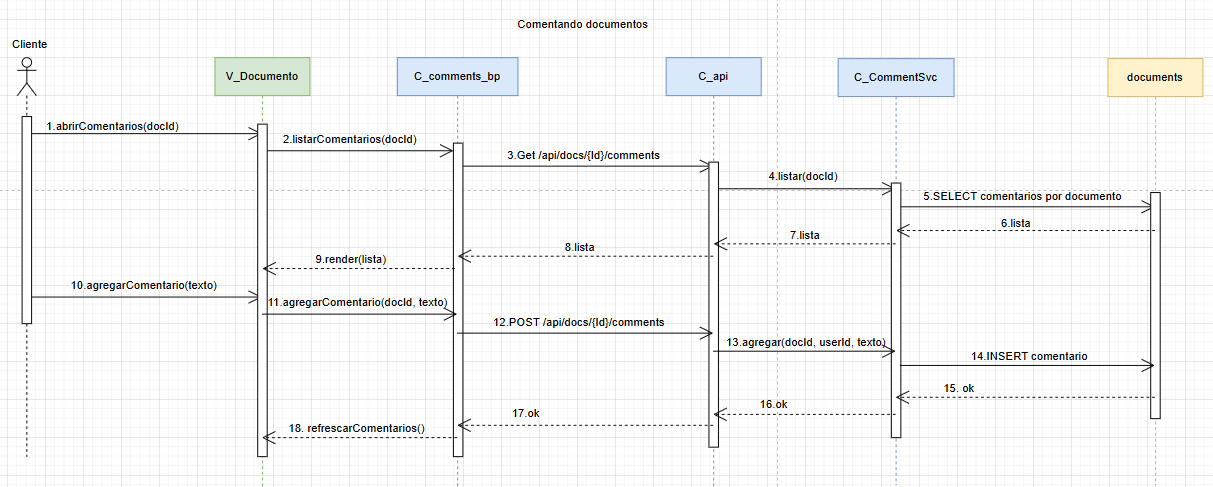 Comentando documentos
Cliente
V_Documento
C_comments_bp
C_api
C_CommentSvc
documents
1.abrirComentarios(docId)
2.listarComentarios(docId)
3.Get /api/docs/{Id}/comments
4.listar(docId)
5.SELECT comentarios por documento
6.lista
7.lista
8.lista
9.render(lista)
10.agregarComentario(texto)
11.agregarComentario(docId, texto)
12.POST /api/docs/{Id}/comments
13.agregar(docId, userId, texto)
14.INSERT comentario
15. ok
16.ok
17.ok
18. refrescarComentarios()